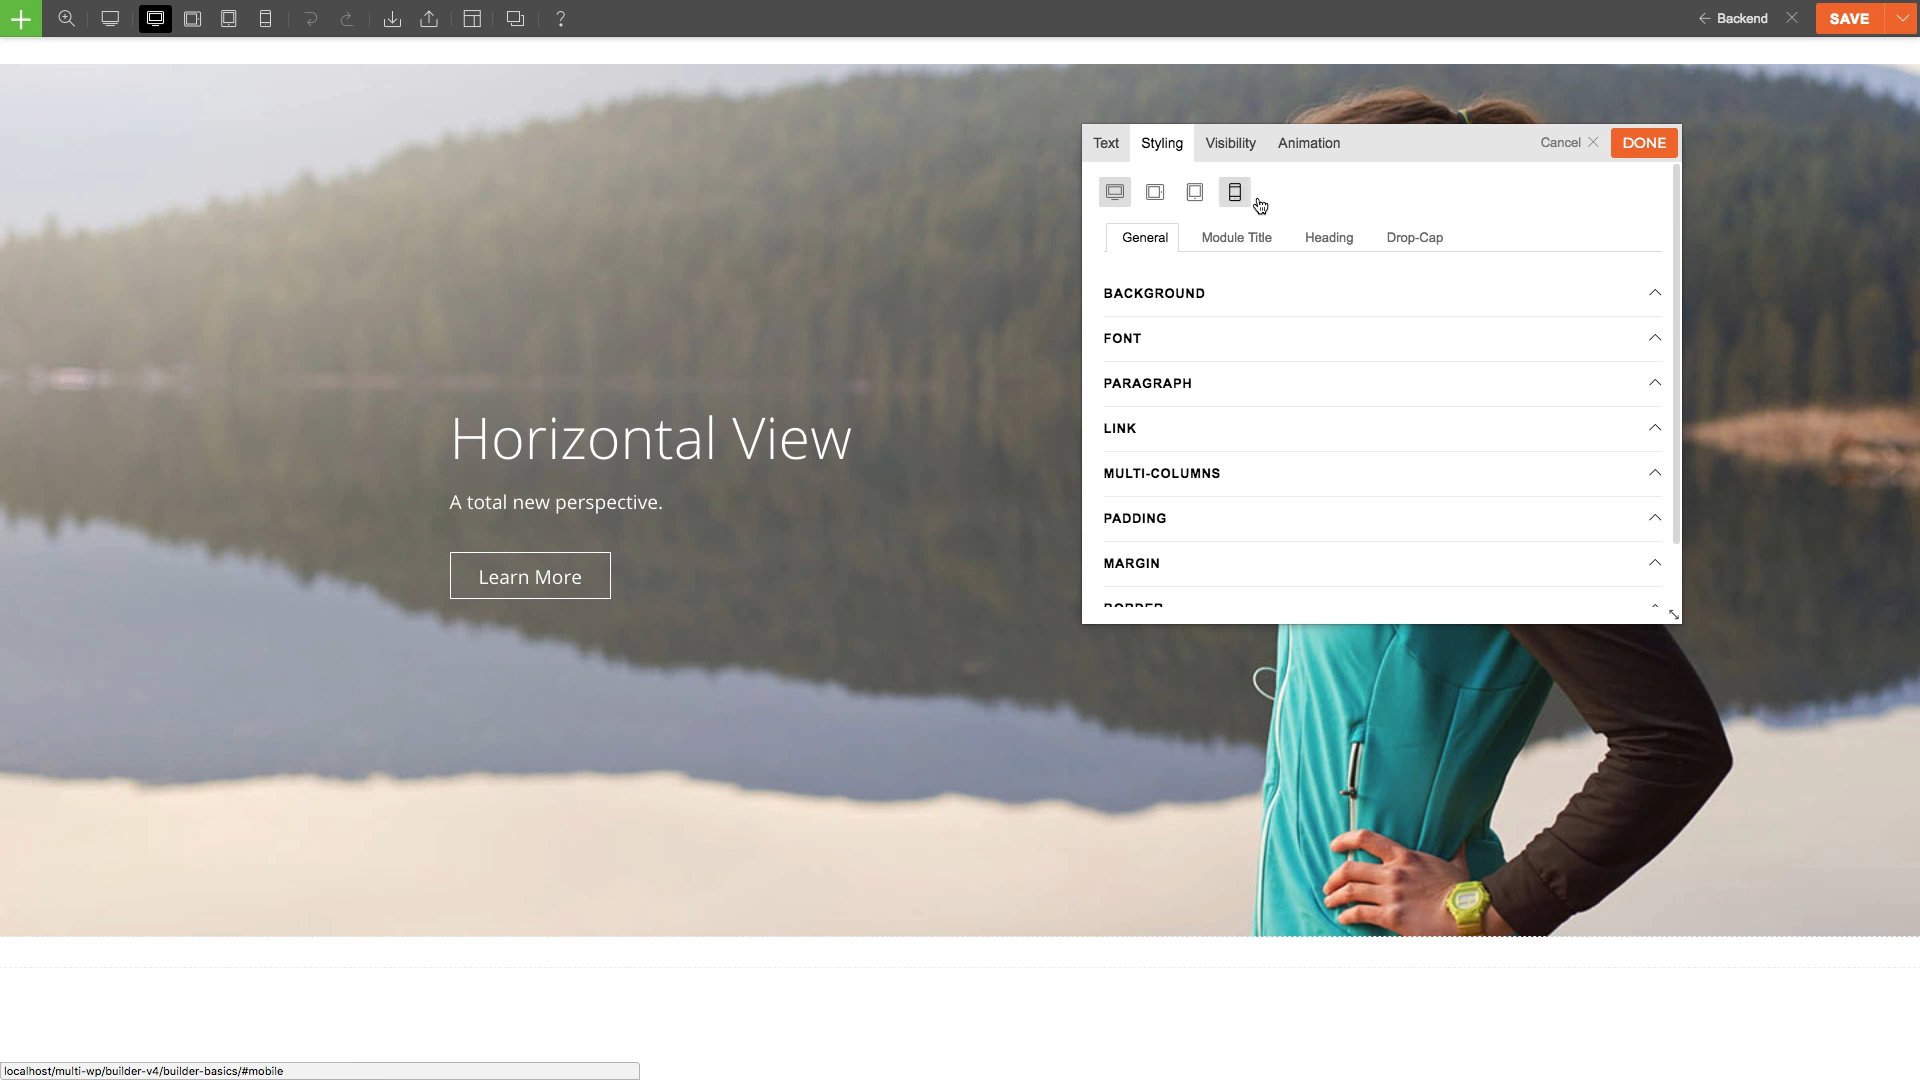 Backend
SAVE
Text Styling Visibility Animation Cancel DONE
General Module Title Heading Drop-Cap
BACKGROUND
FONT
PARAGRAPH
LINK
MULTI-COLUMNS
PADDING
MARGIN
BORDER
Horizontal View
A total new perspective.
Learn More
localhost/multi-wp/builder-v4/builder-basics/#mobile